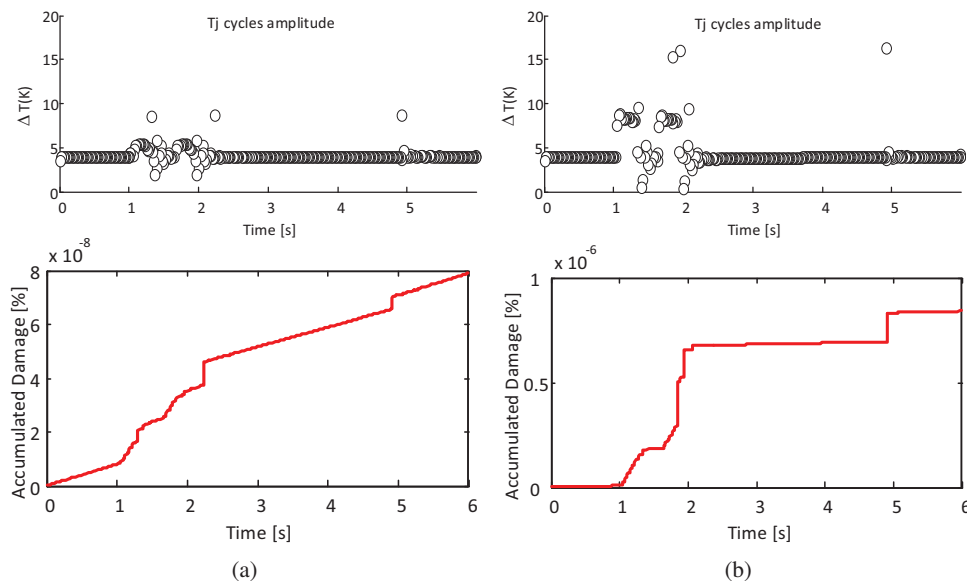 Tj cycles amplitude
20
15
10
5
0
Δ T(K)
0 1 2 3 4 5
Time [s]
x 10⁻⁸
8
6
4
2
0
Accumulated Damage [%]
0 1 2 3 4 5 6
Time [s]
(a)
Tj cycles amplitude
20
15
10
5
0
Δ T(K)
0 1 2 3 4 5
Time [s]
x 10⁻⁶
1
0.5
0
Accumulated Damage [%]
0 1 2 3 4 5 6
Time [s]
(b)